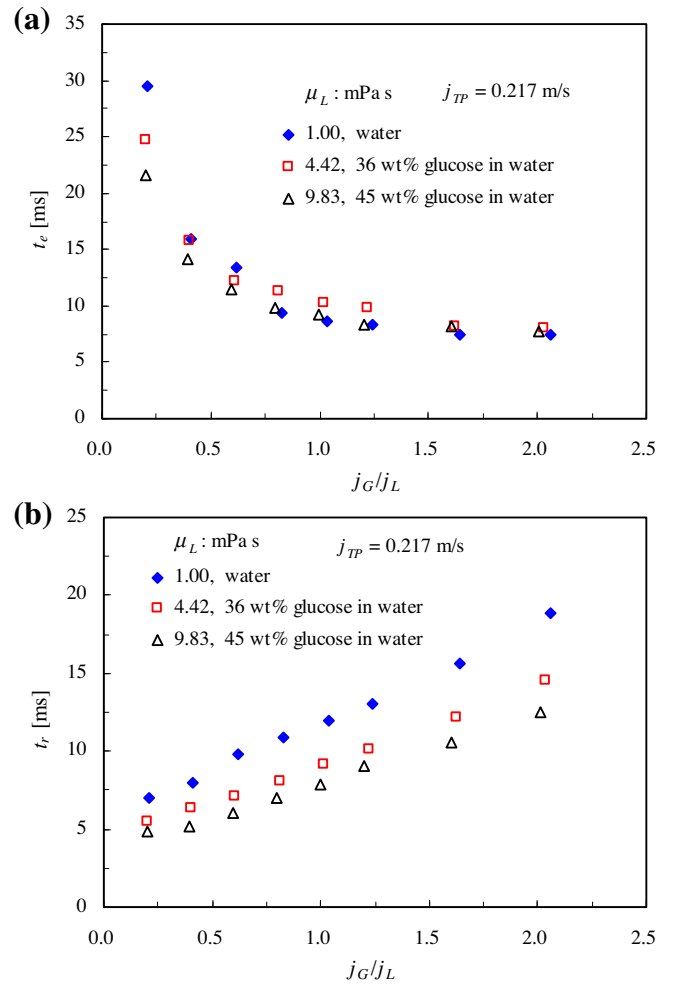 (a)
35
30
25
20
15
10
5
0
t_e [ms]
μ_L : mPa s j_TP = 0.217 m/s
1.00, water
4.42, 36 wt% glucose in water
9.83, 45 wt% glucose in water
0.0 0.5 1.0 1.5 2.0 2.5
j_G/j_L
(b)
25
20
15
10
5
0
t_r [ms]
μ_L : mPa s j_TP = 0.217 m/s
1.00, water
4.42, 36 wt% glucose in water
9.83, 45 wt% glucose in water
0.0 0.5 1.0 1.5 2.0 2.5
j_G/j_L